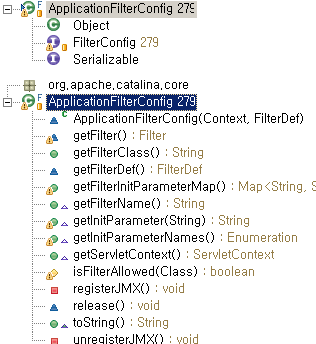 ApplicationFilterConfig 279
Object
FilterConfig 279
Serializable
org.apache.catalina.core
ApplicationFilterConfig 279
ApplicationFilterConfig(Context, FilterDef)
getFilter() : Filter
getFilterClass() : String
getFilterDef() : FilterDef
getFilterInitParameterMap() : Map<String, S
getFilterName() : String
getInitParameter(String) : String
getInitParameterNames() : Enumeration
getServletContext() : ServletContext
isFilterAllowed(Class) : boolean
registerJMX() : void
release() : void
toString() : String
unregisterJMX() : void